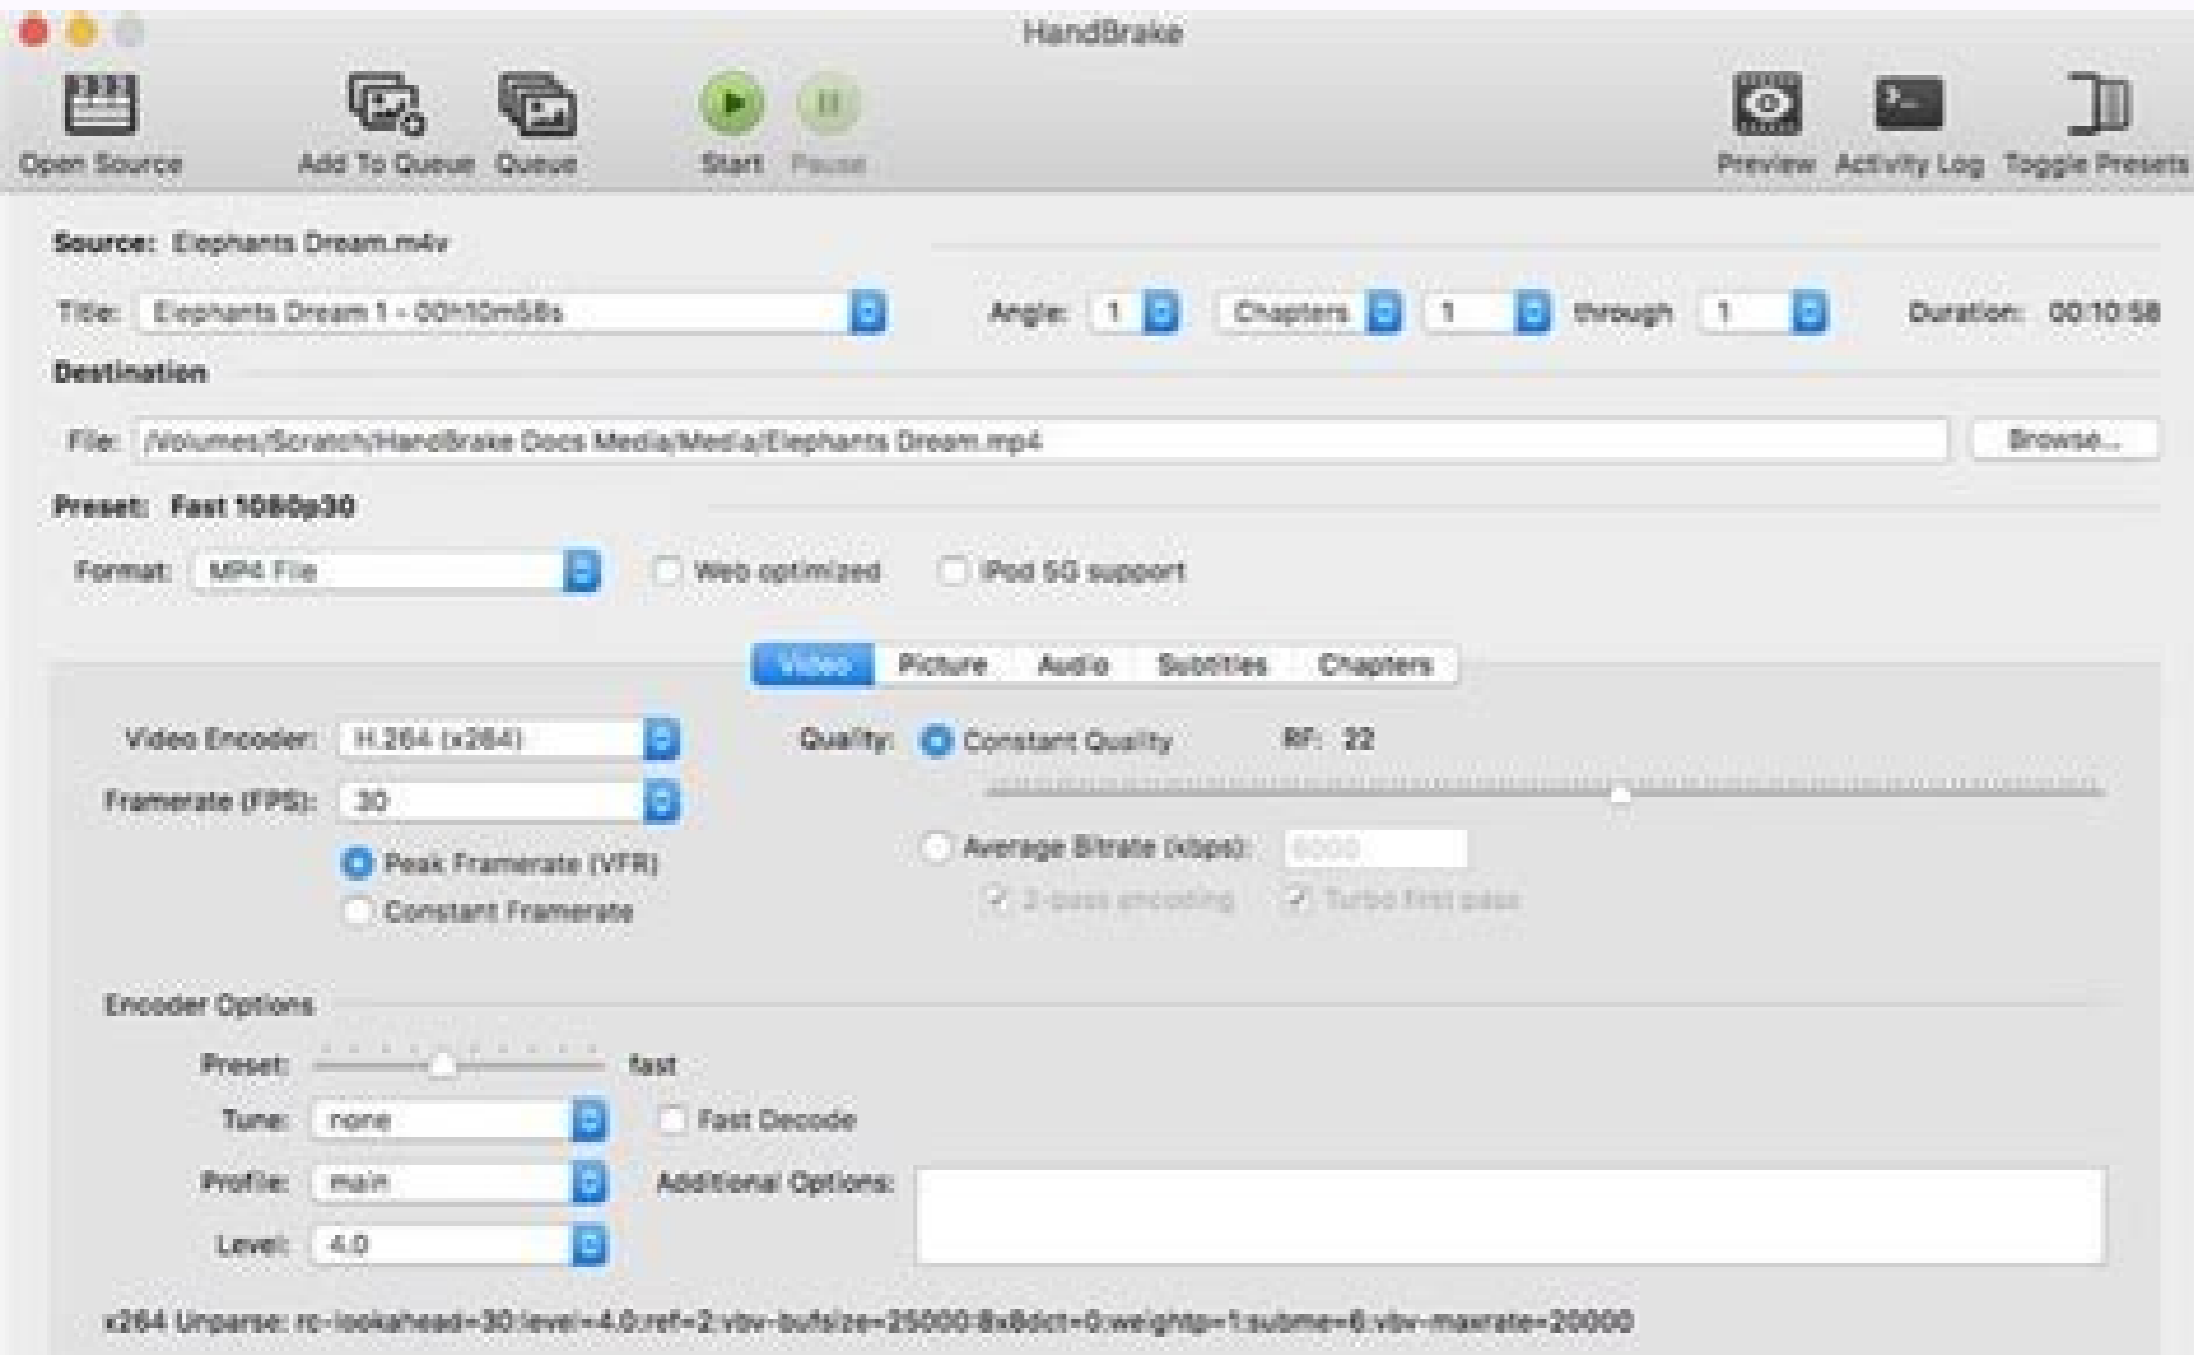 HandBrake
Open Source
Add To Queue
Queue
Start
Pause
Preview
Activity Log
Toggle Presets
Source: Elephants Dream.m4v
Title: Elephants Dream 1 - 00h10m58s
Angle: 1
Chapters 1 through 1
Duration: 00:10:58
Destination
File: /Volumes/Scratch/HandBrake Docs Media/Media/Elephants Dream.mp4
Browse...
Preset: Fast 1080p30
Format: MP4 File
Web optimized
iPod 5G support
Video
Picture
Audio
Subtitles
Chapters
Video Encoder: H.264 (x264)
Quality: Constant Quality
RF: 22
Framerate (FPS): 30
Peak Framerate (VFR)
Constant Framerate
Average Bitrate (kbps): 6000
2-pass encoding
Turbo first pass
Encoder Options
Preset: fast
Tune: none
Fast Decode
Profile: main
Additional Options:
Level: 4.0
x264 Unparse: rc-lookahead=30:level=4.0:ref=2:vbv-bufsize=25000:8x8dct=0:weightp=1:subme=6:vbv-maxrate=20000